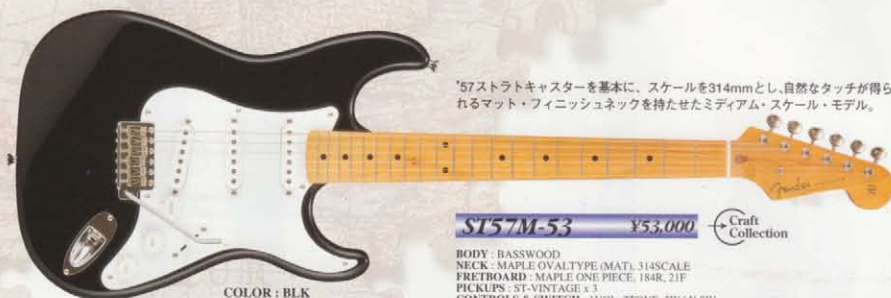 '57ストラトキャスターを基本に、スケールを314mmとし、自然なタッチが得ら
れるマット・フィニッシュネックを持たせたミディアム・スケール・モデル。
Fender
ST57M-53 ¥53,000 Craft
Collection
BODY : BASSWOOD
NECK : MAPLE OVALTYPE (MAT), 314SCALE
FRETBOARD : MAPLE ONE PIECE, 184R, 21F
PICKUPS : ST-VINTAGE x 3
COLOR : BLK
CONTROLS & SWITCH